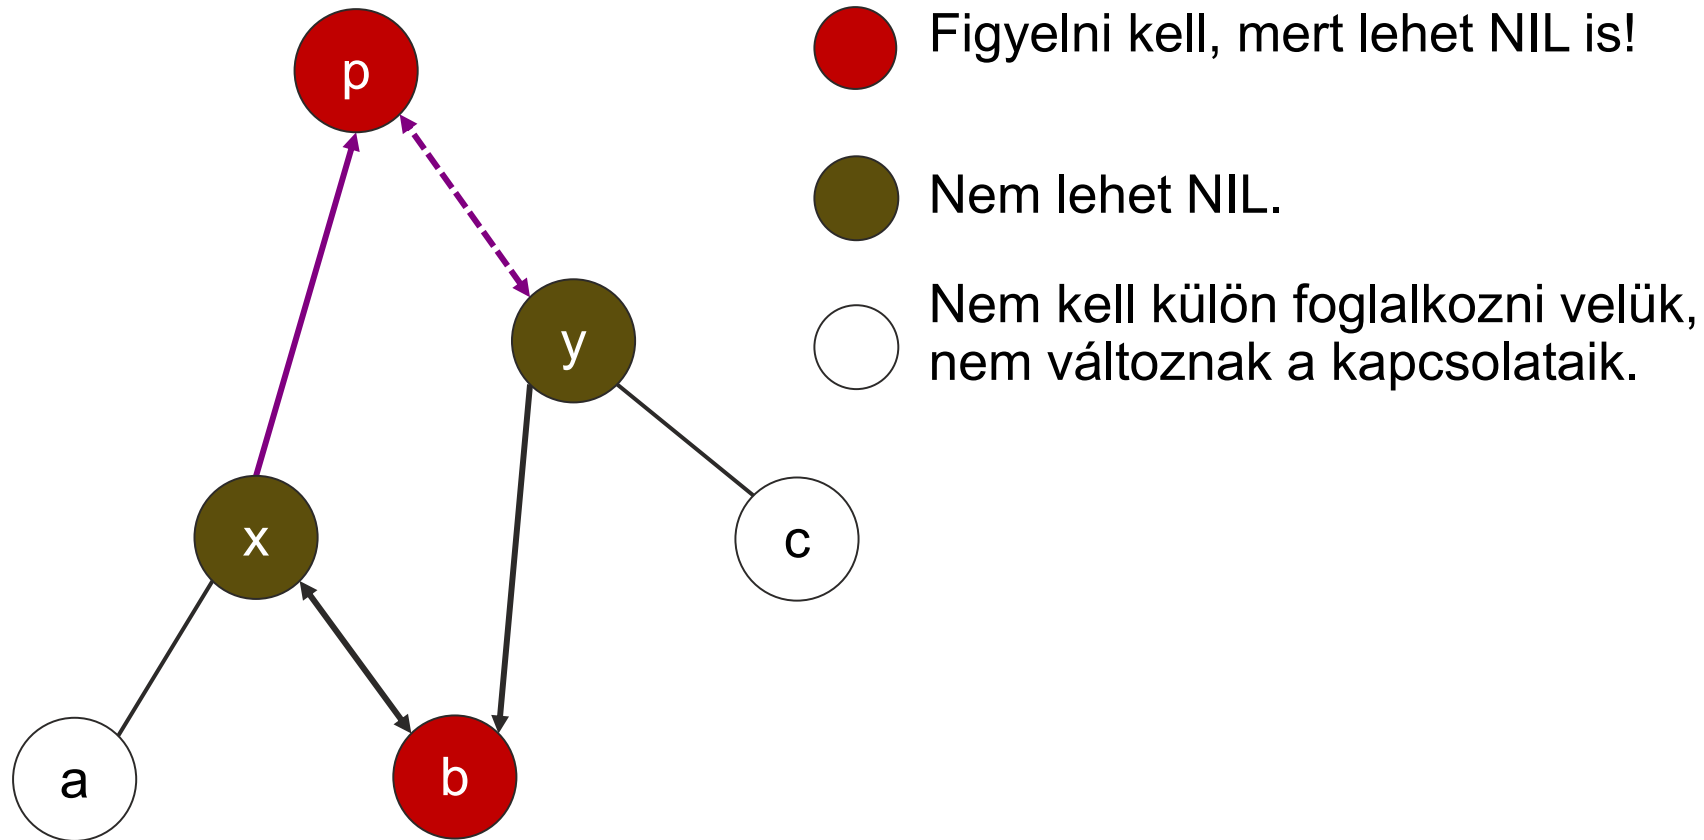 p
Figyelni kell, mert lehet NIL is!
Nem lehet NIL.
Nem kell külön foglalkozni velük,
nem változnak a kapcsolataik.
y
x
c
a
b